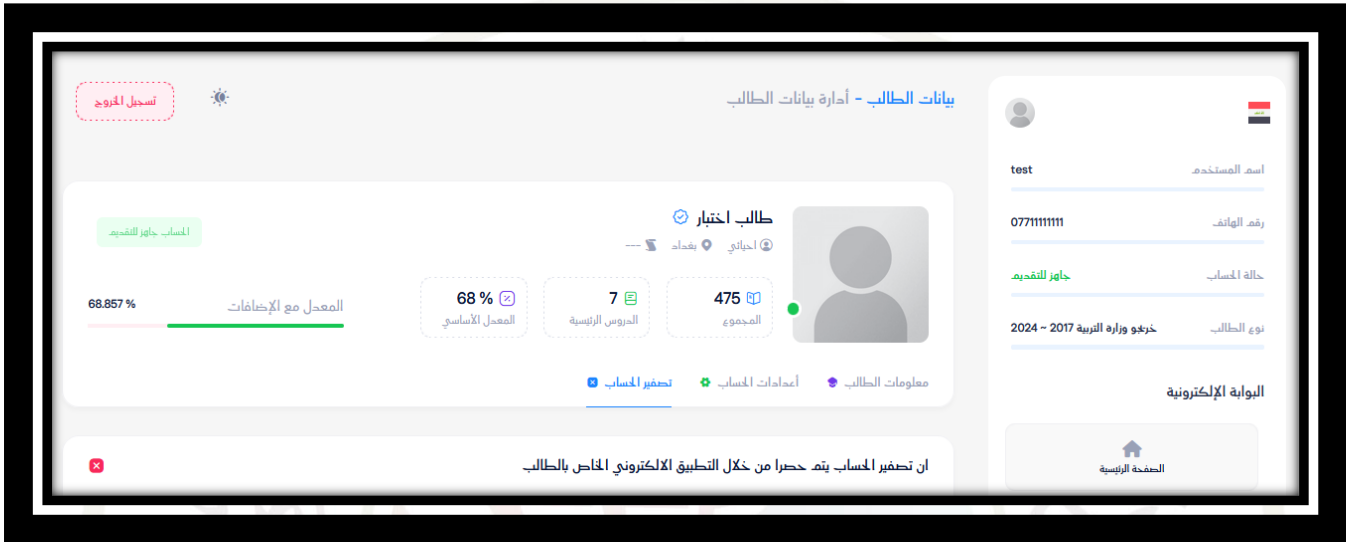 بيانات الطالب - أدارة بيانات الطالب
تسجيل الخروج
اسم المستخدم
test
رقم الهاتف
07711111111
حالة الحساب
جاهز للتقديم
نوع الطالب
خريجو وزارة التربية 2017 ~ 2024
البوابة الإلكترونية
الصفحة الرئيسية
طالب اختبار
احيائي بغداد ---
الحساب جاهز للتقديم
475
المجموع
7
الدروس الرئيسية
68 %
المعدل الأساسي
المعدل مع الإضافات
68.857 %
معلومات الطالب أعدادات الحساب تصفير الحساب
ان تصفير الحساب يتم حصرا من خلال التطبيق الالكتروني الخاص بالطالب